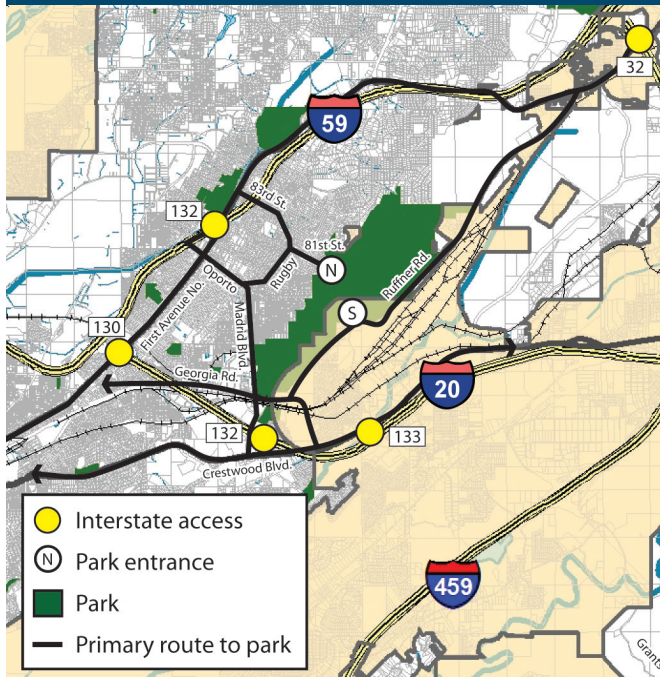 32
59
83rd St.
132
81st St.
N
Rugby
Oporto
Madrid Blvd.
Ruffner Rd.
S
First Avenue No.
130
Georgia Rd.
20
132
133
Crestwood Blvd.
Interstate access
N Park entrance
Park
Primary route to park
459